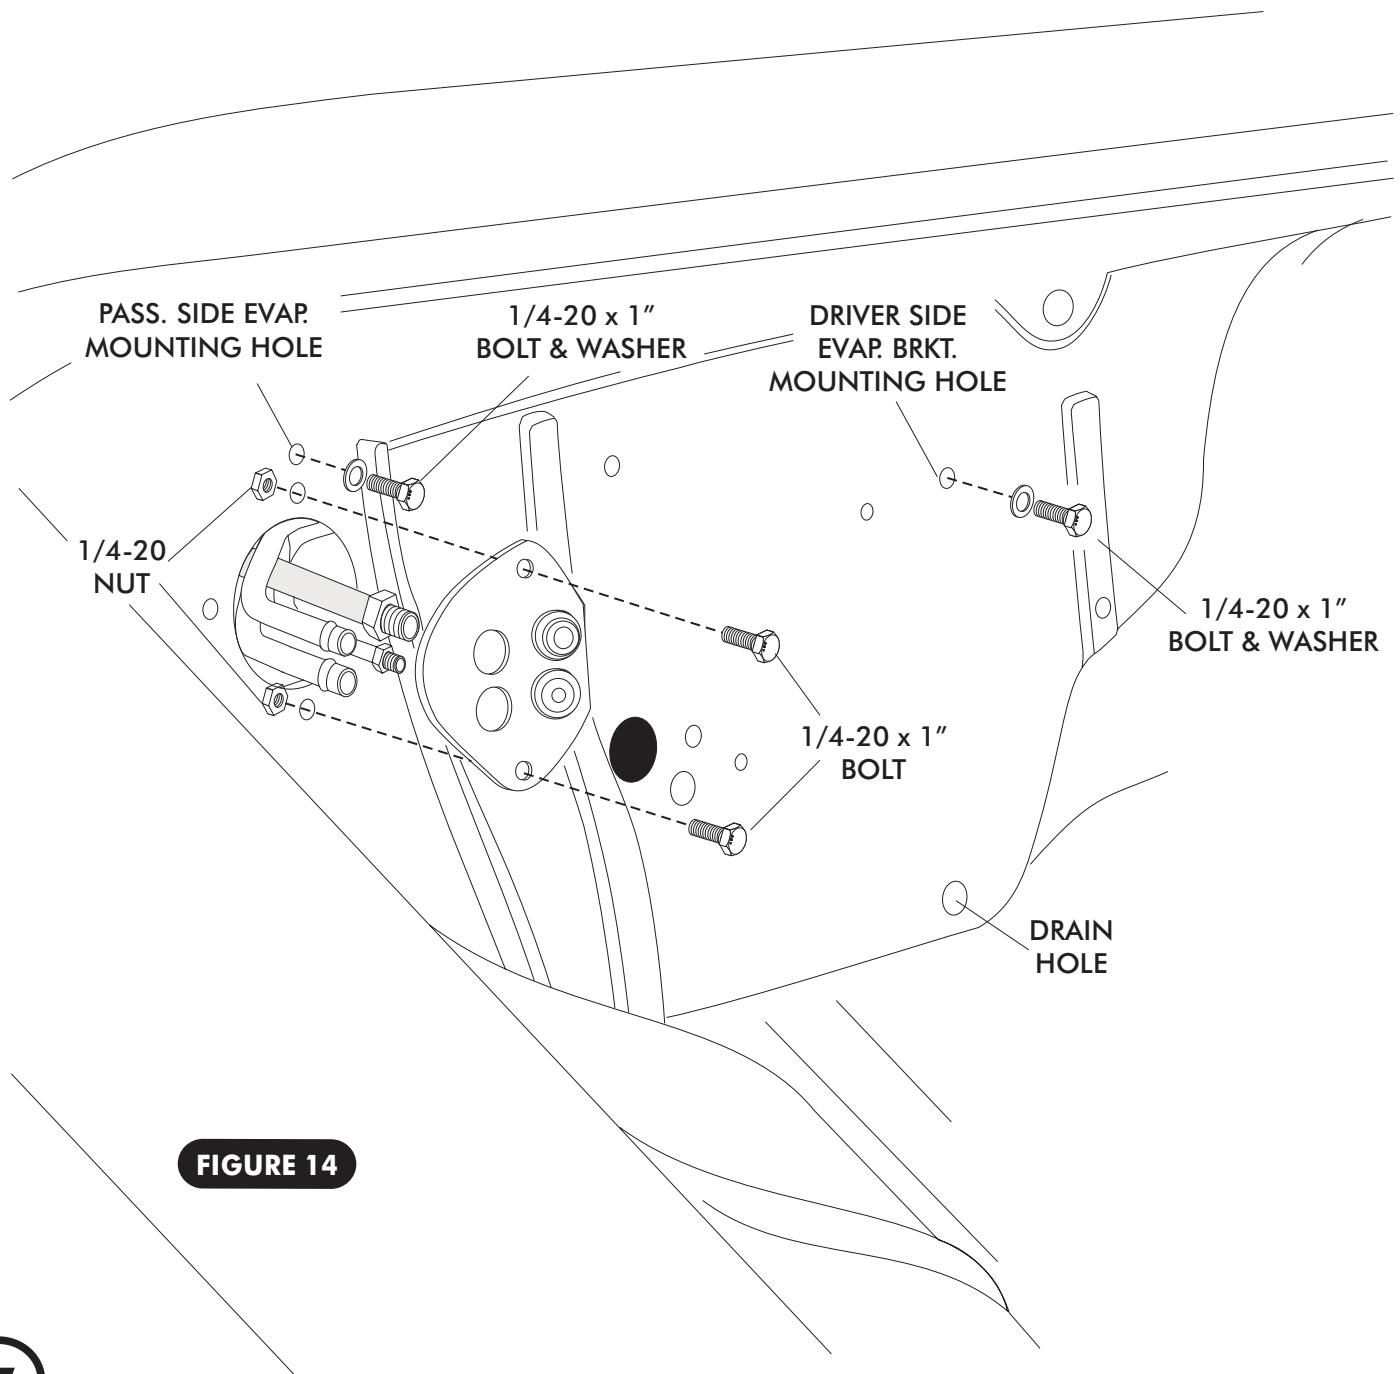 PASS. SIDE EVAP.
MOUNTING HOLE
1/4-20 x 1”
BOLT & WASHER
DRIVER SIDE
EVAP. BRKT.
MOUNTING HOLE
1/4-20
NUT
1/4-20 x 1”
BOLT & WASHER
1/4-20 x 1”
BOLT
DRAIN
HOLE
FIGURE 14